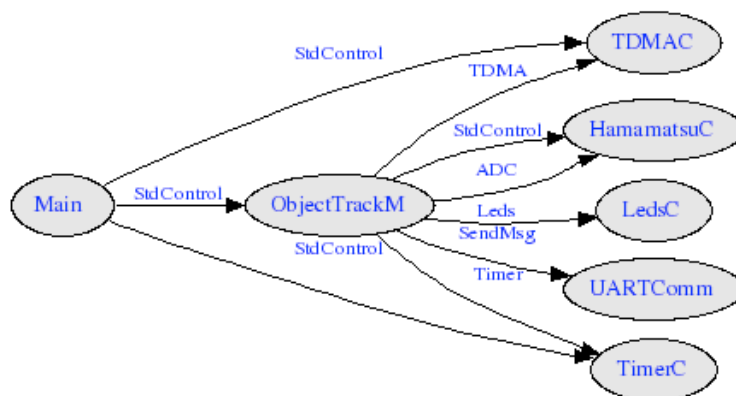 TDMAC
StdControl
TDMA
StdControl
HamamatsuC
ADC
Main
StdControl
ObjectTrackM
Leds
LedsC
SendMsg
StdControl
Timer
UARTComm
TimerC